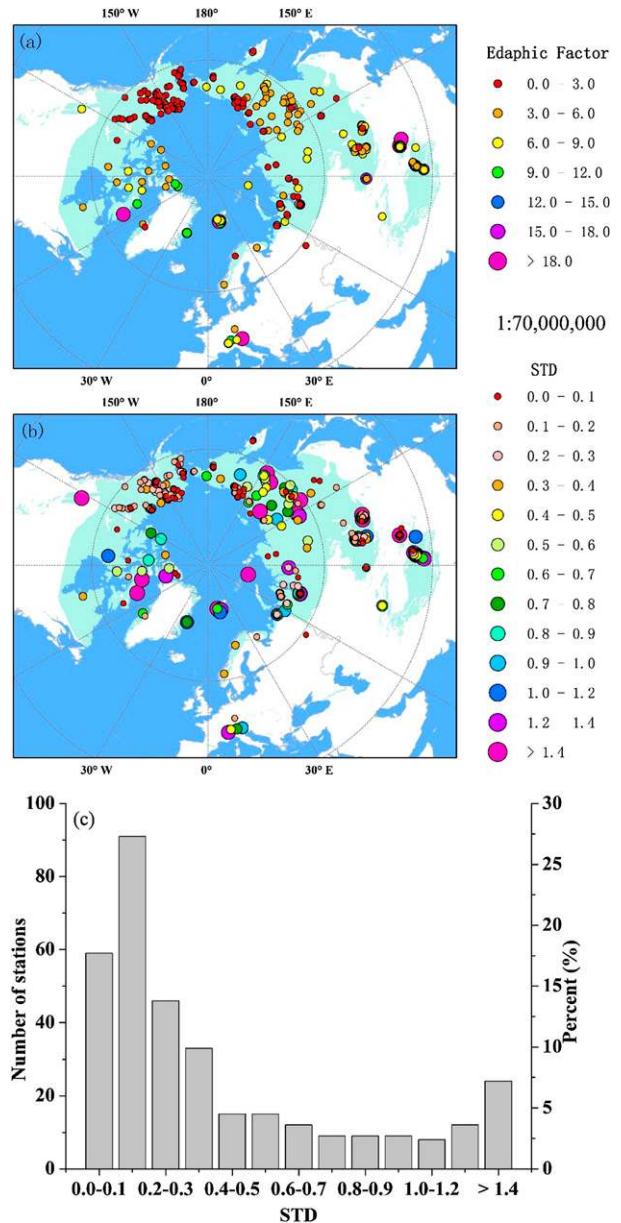 150° W 180° 150° E
(a)
30° W 0° 30° E
Edaphic Factor
0.0 3.0
3.0 - 6.0
6.0 - 9.0
9.0 - 12.0
12.0 - 15.0
15.0 - 18.0
> 18.0
1:70,000,000
150° W 180° 150° E
(b)
30° W 0° 30° E
STD
0.0 - 0.1
0.1 - 0.2
0.2 - 0.3
0.3 - 0.4
0.4 - 0.5
0.5 - 0.6
0.6 - 0.7
0.7 - 0.8
0.8 - 0.9
0.9 - 1.0
1.0 - 1.2
1.2 1.4
> 1.4
(c)
Number of stations
100
80
60
40
20
0
30
25
20
15
10
5
0
Percent (%)
0.0-0.1 0.2-0.3 0.4-0.5 0.6-0.7 0.8-0.9 1.0-1.2 > 1.4
STD